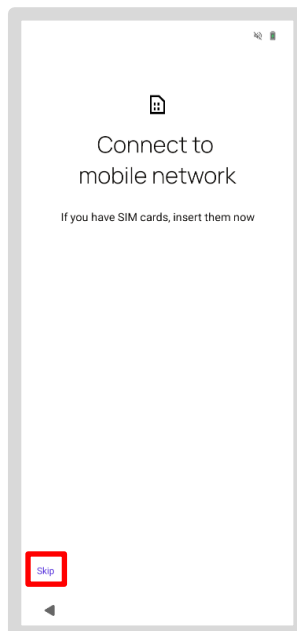 Connect to
mobile network
If you have SIM cards, insert them now
Skip